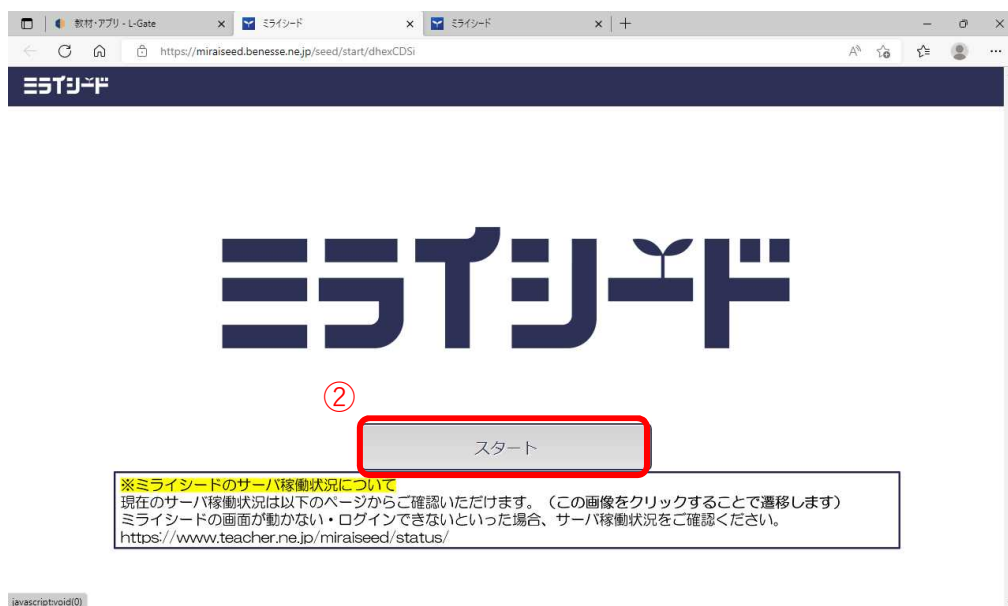 教材・アプリ - L-Gate
ミライシード
ミライシード
https://miraiseed.benesse.ne.jp/seed/start/dhexCDSi
ミライシード
ミライシード
②
スタート
※ミライシードのサーバ稼働状況について
現在のサーバ稼働状況は以下のページからご確認いただけます。（この画像をクリックすることで遷移します）
ミライシードの画面が動かない・ログインできないといった場合、サーバ稼働状況をご確認ください。
https://www.teacher.ne.jp/miraiseed/status/
javascript:void(0)